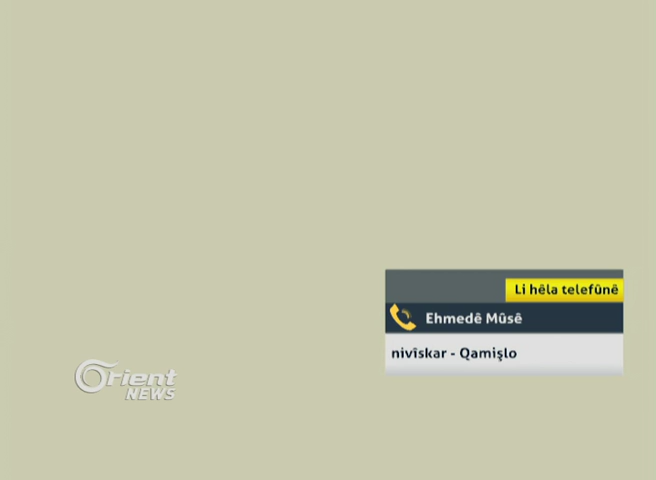 Li hêla telefûnê
Ehmedê Mûsê
nivîskar - Qamişlo
Orient
NEWS